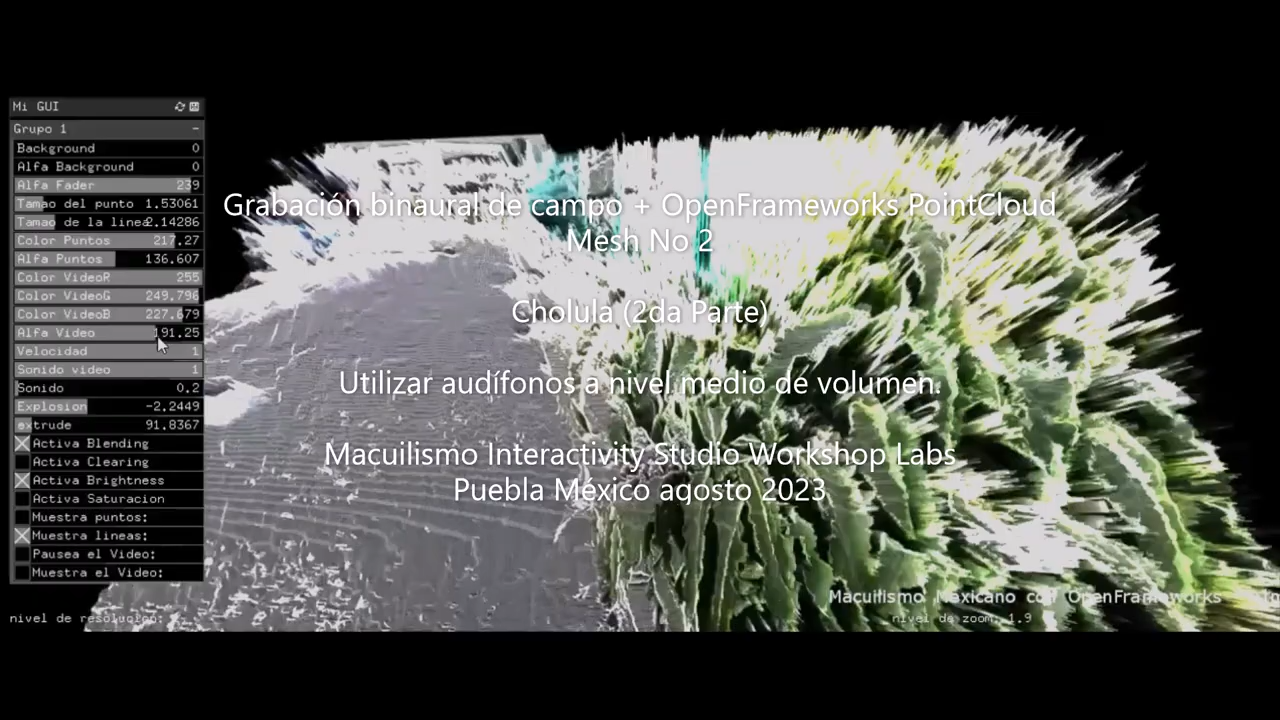 Mi GUI
Grupo 1 -
Background 0
Alfa Background 0
Alfa Fader 239
Tamao del punto 1.53061
Tamao de la linea 2.14286
Color Puntos 217.27
Alfa Puntos 136.607
Color VideoR 255
Color VideoG 249.796
Color VideoB 227.679
Alfa Video 191.25
Velocidad 1
Sonido video 1
Sonido 0.2
Explosion -2.2449
extrude 91.8367
Activa Blending
Activa Clearing
Activa Brightness
Activa Saturacion
Muestra puntos:
Muestra lineas:
Pausea el Video:
Muestra el Video:
nivel de resolucion:
Grabación binaural de campo + OpenFrameworks PointCloud
Mesh No 2
Cholula (2da Parte)
Utilizar audífonos a nivel medio de volumen.
Macuilismo Interactivity Studio Workshop Labs
Puebla México agosto 2023
Macuilismo Mexicano con OpenFrameworks
nivel de zoom: 1.9